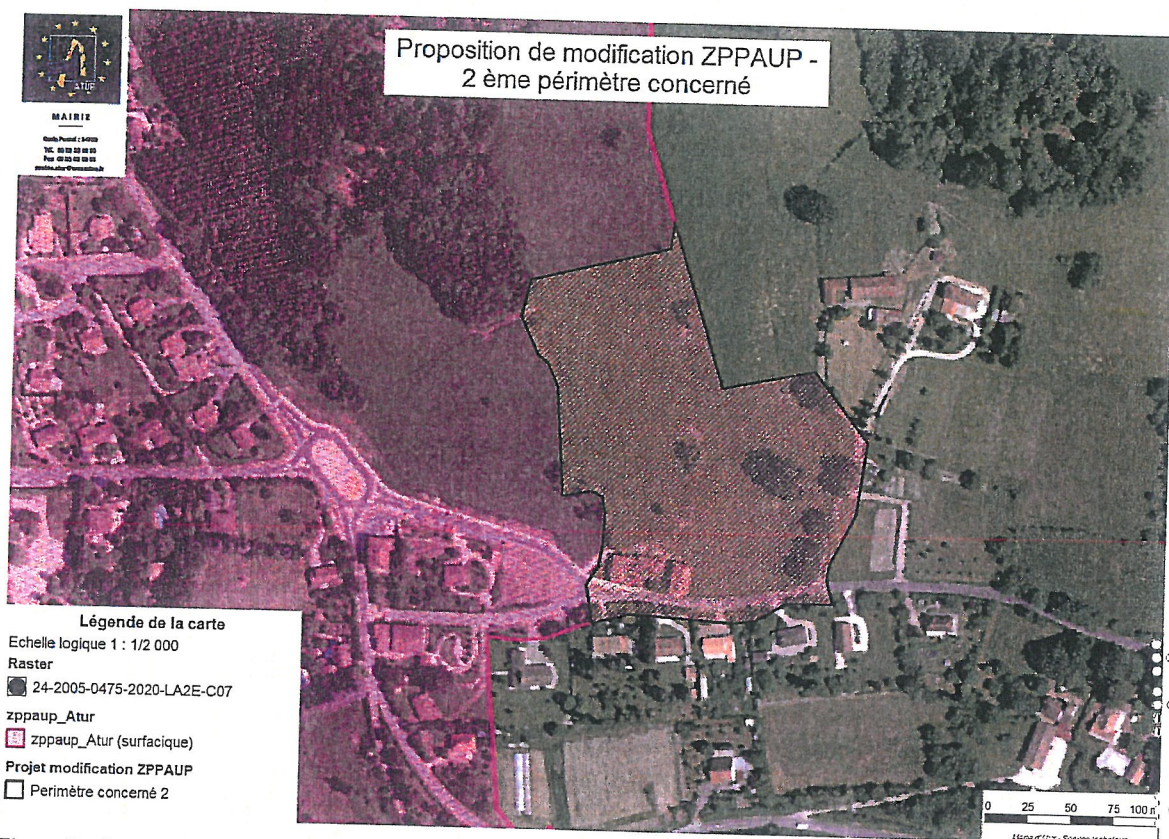 ATUR
MAIRIE
Proposition de modification ZPPAUP -
2 ème périmètre concerné
Légende de la carte
Echelle logique 1 : 1/2 000
Raster
24-2005-0475-2020-LA2E-C07
zppaup_Atur
zppaup_Atur (surfacique)
Projet modification ZPPAUP
Perimètre concerné 2
0 25 50 75 100